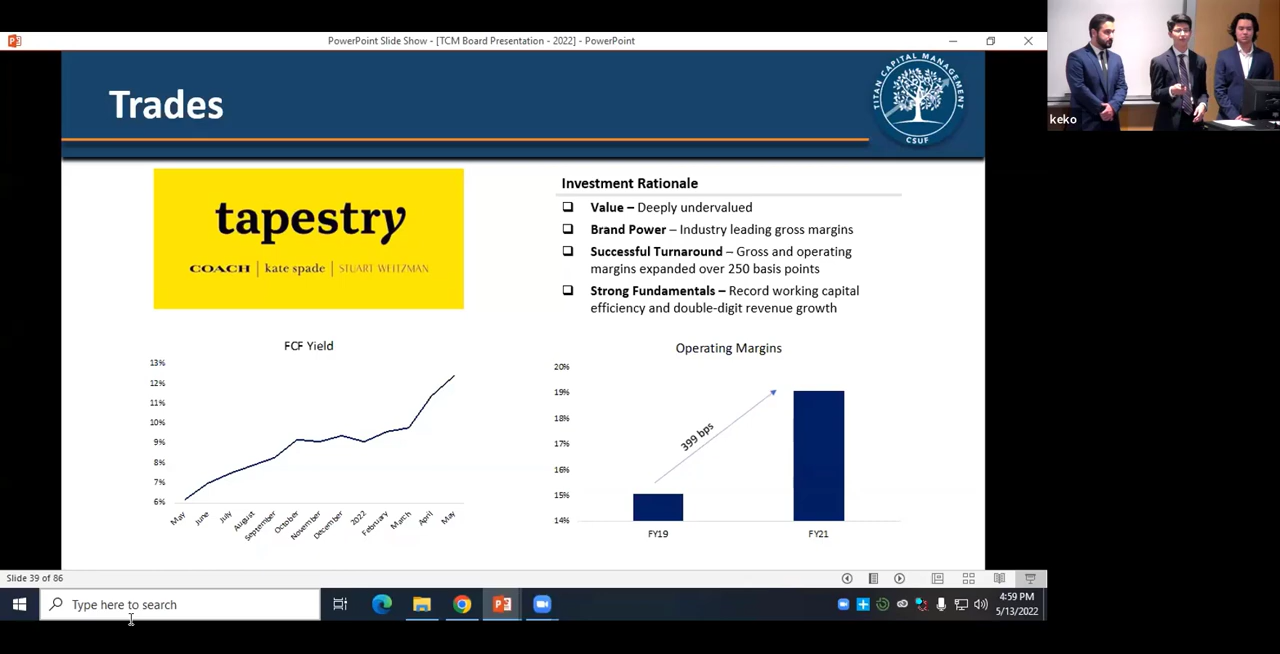 PowerPoint Slide Show - [TCM Board Presentation - 2022] - PowerPoint
keko
Trades
TITAN CAPITAL MANAGEMENT
CSUF
tapestry
COACH | kate spade | STUART WEITZMAN
Investment Rationale
Value – Deeply undervalued
Brand Power – Industry leading gross margins
Successful Turnaround – Gross and operating
margins expanded over 250 basis points
Strong Fundamentals – Record working capital
efficiency and double-digit revenue growth
FCF Yield
13%
12%
11%
10%
9%
8%
7%
6%
May
June
July
August
September
October
November
December
2022
February
March
April
May
Operating Margins
20%
19%
18%
17%
16%
15%
14%
399 bps
FY19
FY21
Slide 39 of 86
Type here to search
4:59 PM
5/13/2022